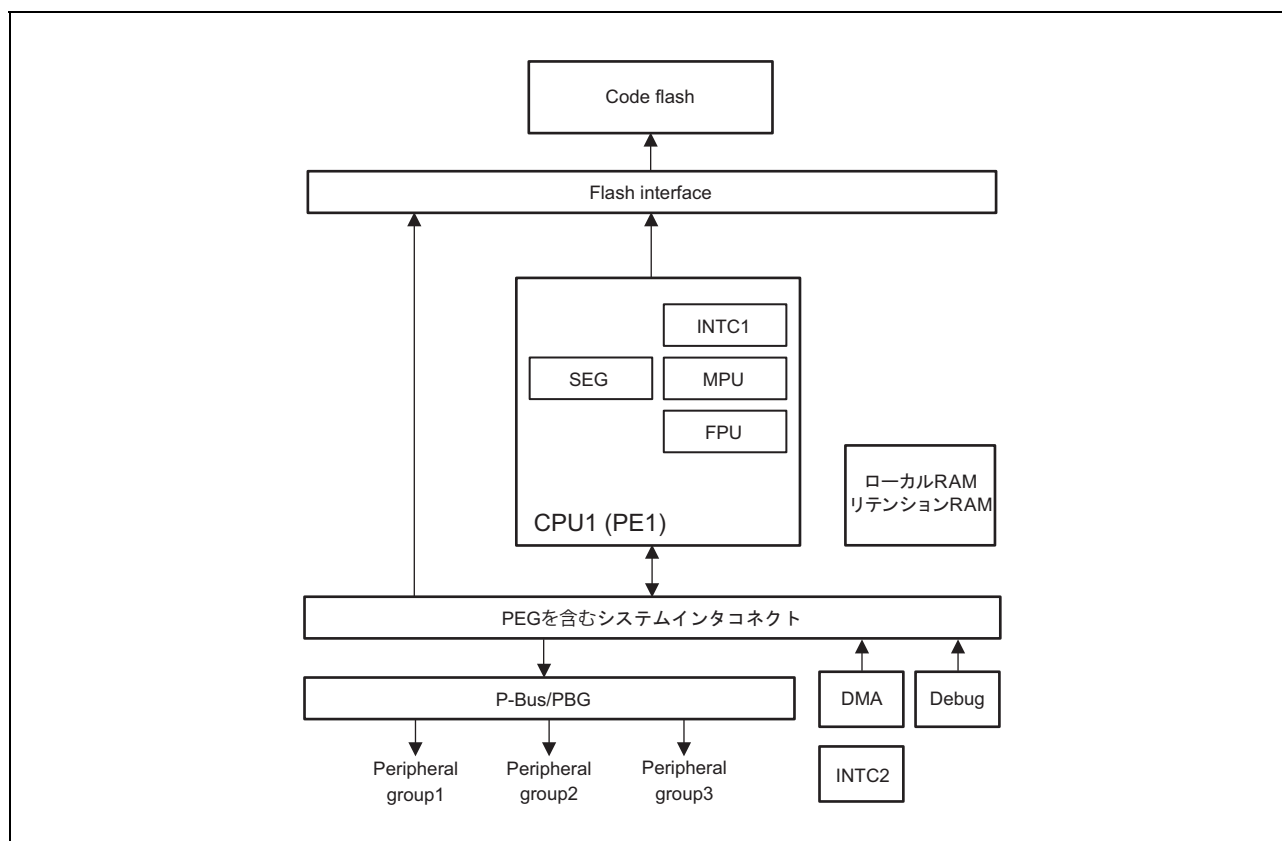 Code flash
Flash interface
INTC1
SEG
MPU
FPU
CPU1 (PE1)
ローカルRAM
リテンションRAM
PEGを含むシステムインタコネクト
P-Bus/PBG
DMA
Debug
INTC2
Peripheral
group1
Peripheral
group2
Peripheral
group3